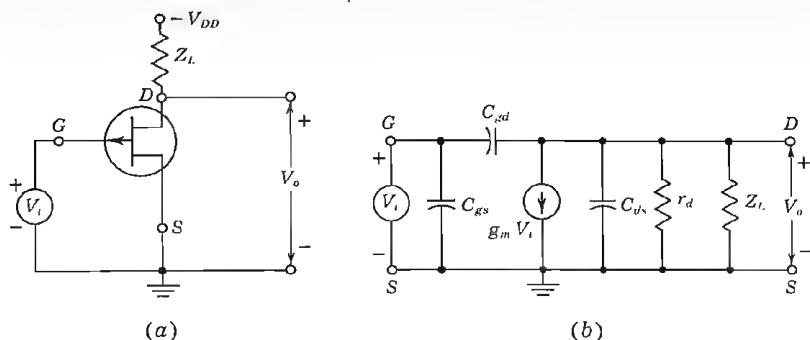 − V_DD
Z_L
D
G
+
V_i
−
S
+
V_o
−
(a)
G
C_gd
D
+
V_i
−
C_gs
g_m V_i
C_ds
r_d
Z_L
+
V_o
−
S
S
(b)